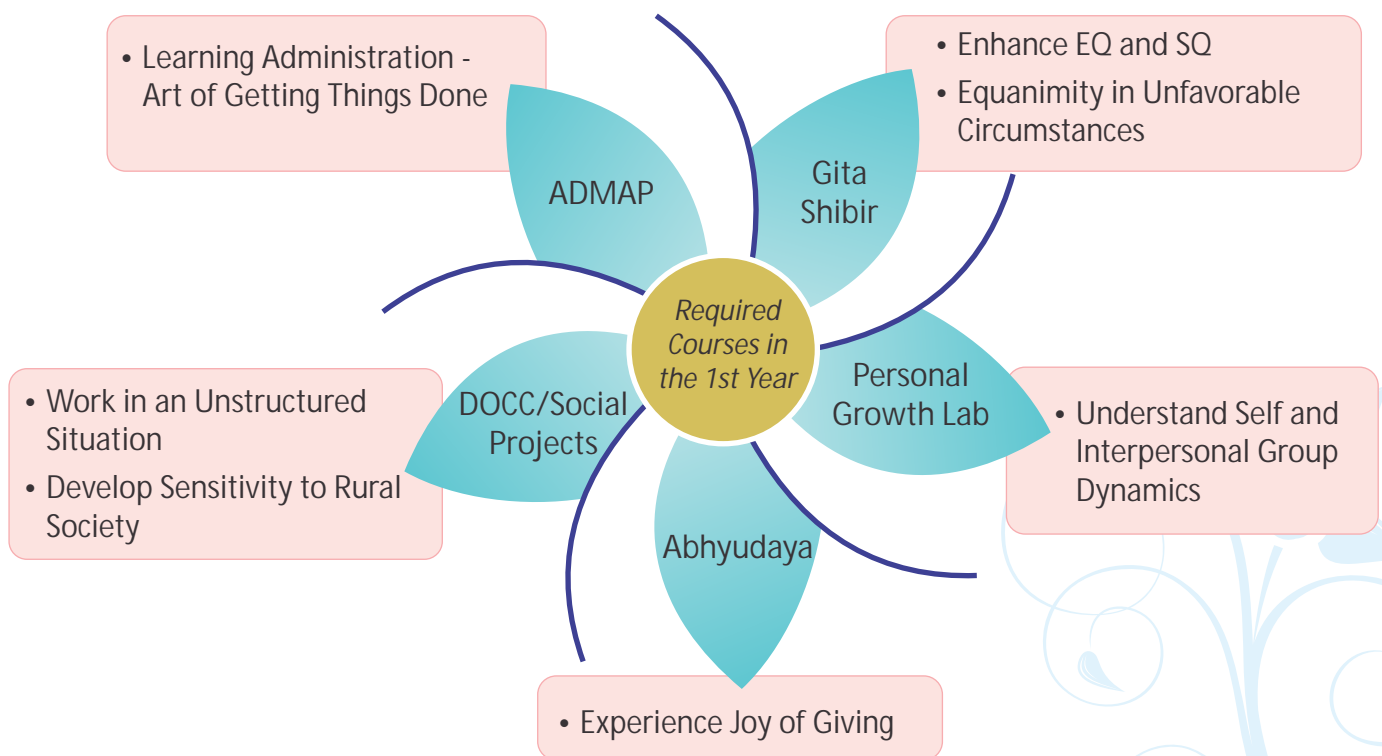 • Learning Administration -
Art of Getting Things Done
• Enhance EQ and SQ
• Equanimity in Unfavorable
Circumstances
ADMAP
Gita
Shibir
Required
Courses in
the 1st Year
• Work in an Unstructured
Situation
• Develop Sensitivity to Rural
Society
DOCC/Social
Projects
Personal
Growth Lab
• Understand Self and
Interpersonal Group
Dynamics
Abhyudaya
• Experience Joy of Giving